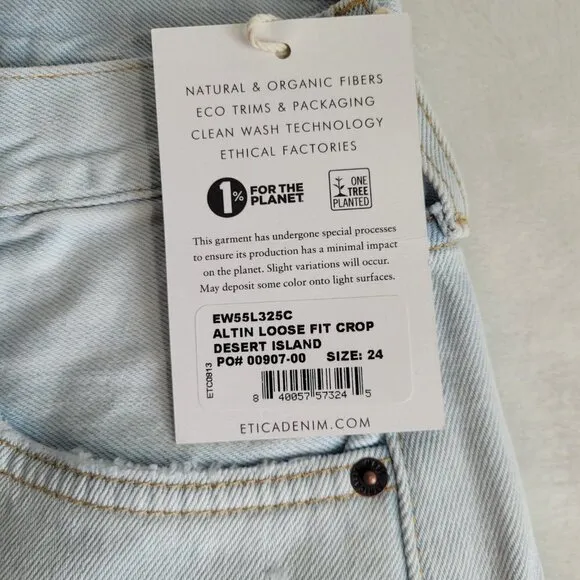 NATURAL & ORGANIC FIBERS
ECO TRIMS & PACKAGING
CLEAN WASH TECHNOLOGY
ETHICAL FACTORIES
1% FOR THE PLANET
ONE TREE PLANTED
This garment has undergone special processes
to ensure its production has a minimal impact
on the planet. Slight variations will occur.
May deposit some color onto light surfaces.
EW55L325C
ALTIN LOOSE FIT CROP
DESERT ISLAND
PO# 00907-00 SIZE: 24
ETC0813
8 40057 57324 5
ETICADENIM.COM